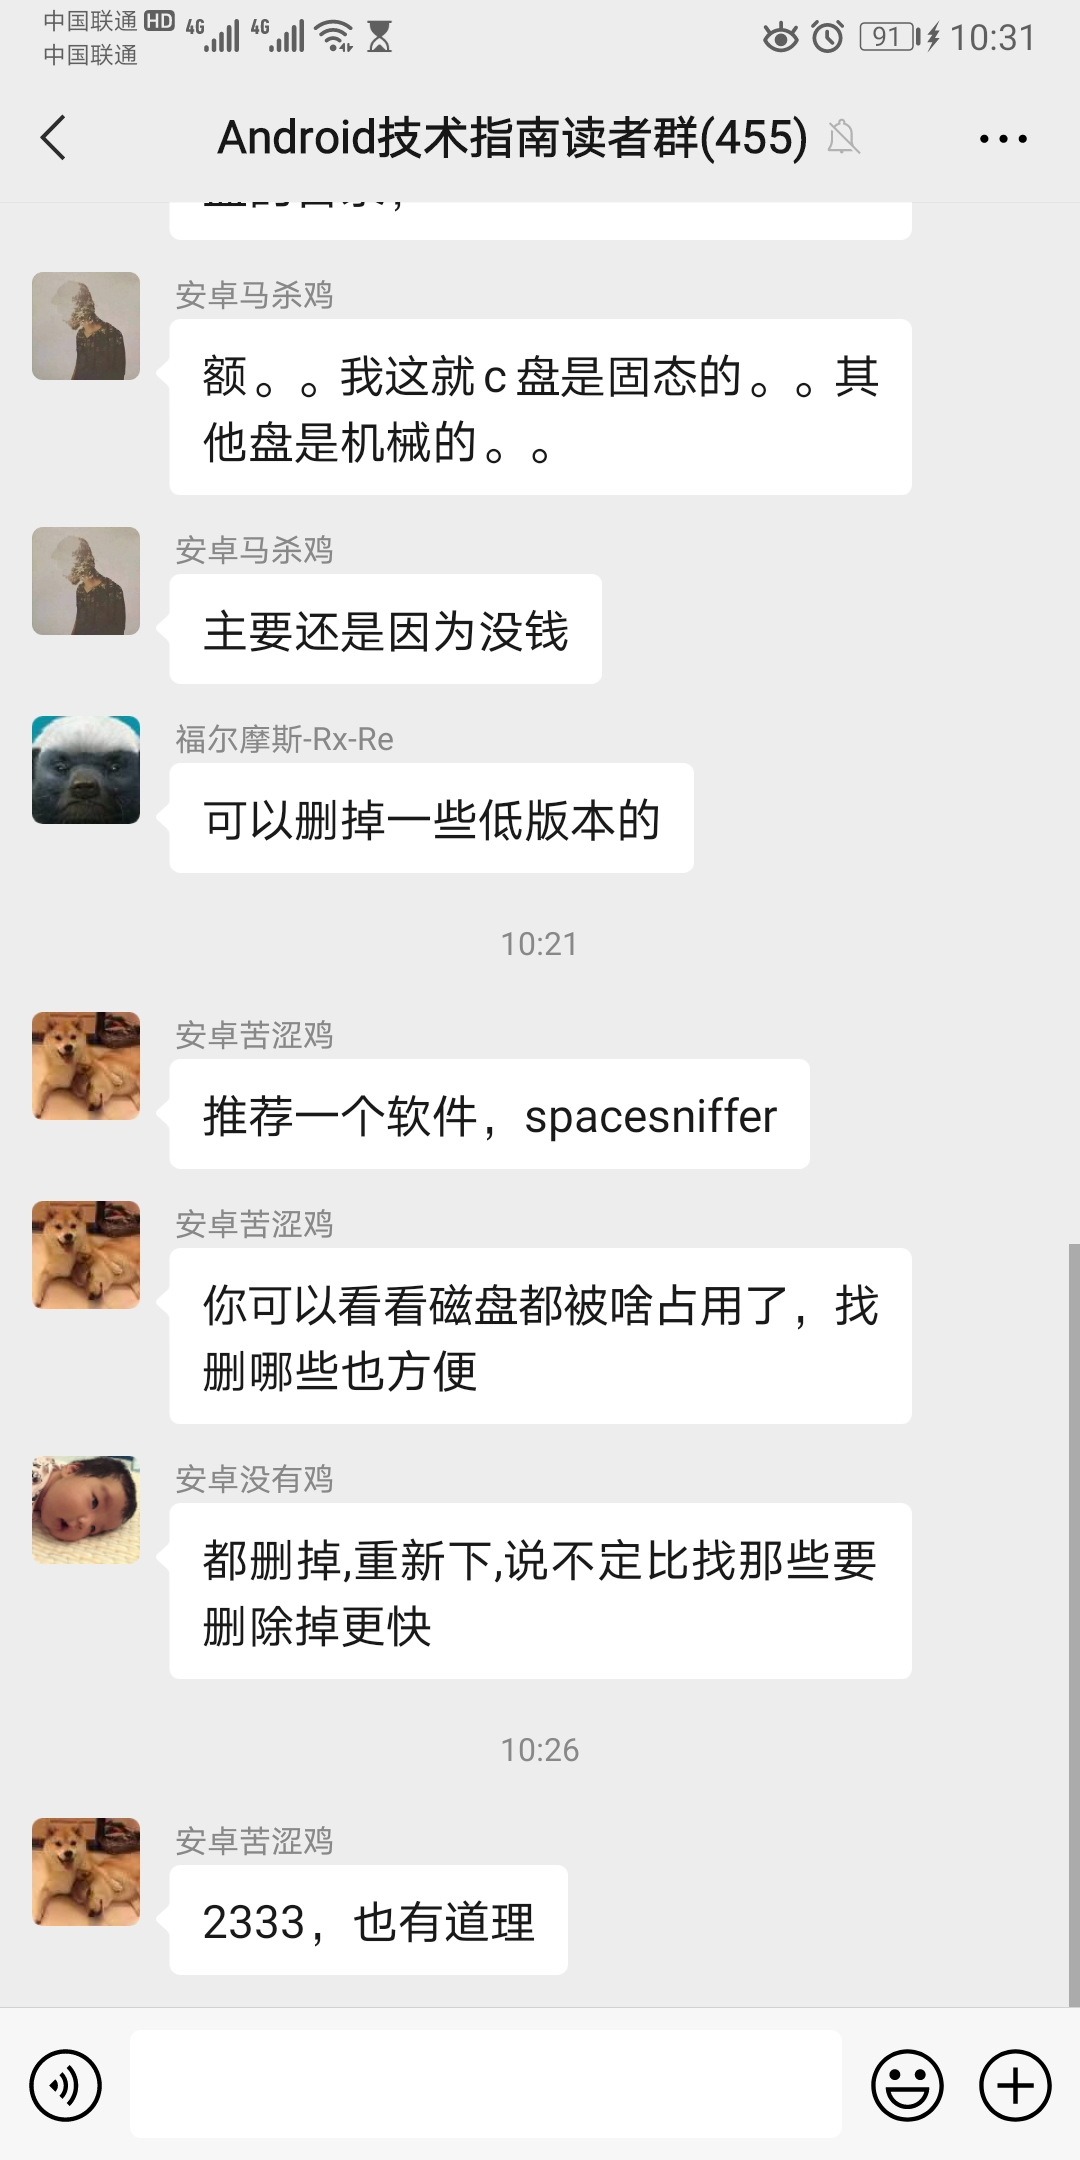 中国联通 HD 4G 4G 91 10:31
中国联通
Android技术指南读者群(455)
安卓马杀鸡
额。。我这就c盘是固态的。。其
他盘是机械的。。
安卓马杀鸡
主要还是因为没钱
福尔摩斯-Rx-Re
可以删掉一些低版本的
10:21
安卓苦涩鸡
推荐一个软件，spacesniffer
安卓苦涩鸡
你可以看看磁盘都被啥占用了，找
删哪些也方便
安卓没有鸡
都删掉,重新下,说不定比找那些要
删除掉更快
10:26
安卓苦涩鸡
2333，也有道理